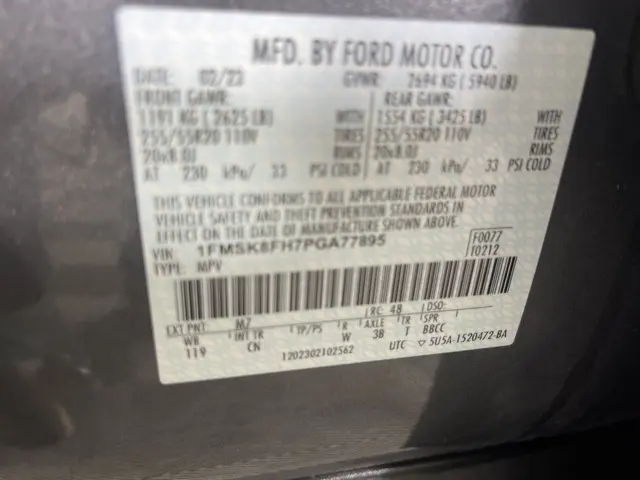 MFD. BY FORD MOTOR CO.
DATE: 02/23 GVWR: 2694 KG ( 5940 LB)
FRONT GAWR: REAR GAWR:
1191 KG ( 2625 LB) WITH 1554 KG ( 3425 LB) WITH
255/55R20 110V TIRES 255/55R20 110V TIRES
20x8.0J RIMS 20x8.0J RIMS
AT 230 kPa/ 33 PSI COLD AT 230 kPa/ 33 PSI COLD
THIS VEHICLE CONFORMS TO ALL APPLICABLE FEDERAL MOTOR
VEHICLE SAFETY AND THEFT PREVENTION STANDARDS IN
EFFECT ON THE DATE OF MANUFACTURE SHOWN ABOVE.
VIN: 1FMSK8FH7PGA77895 F0077
TYPE: MPV T0212
EXT PNT: M7 RC: 48 DSO:
WB INT TR TP/PS R AXLE TR SPR
119 CN W 3B T BBCC
1202302102562 UTC 5U5A-1520472-BA